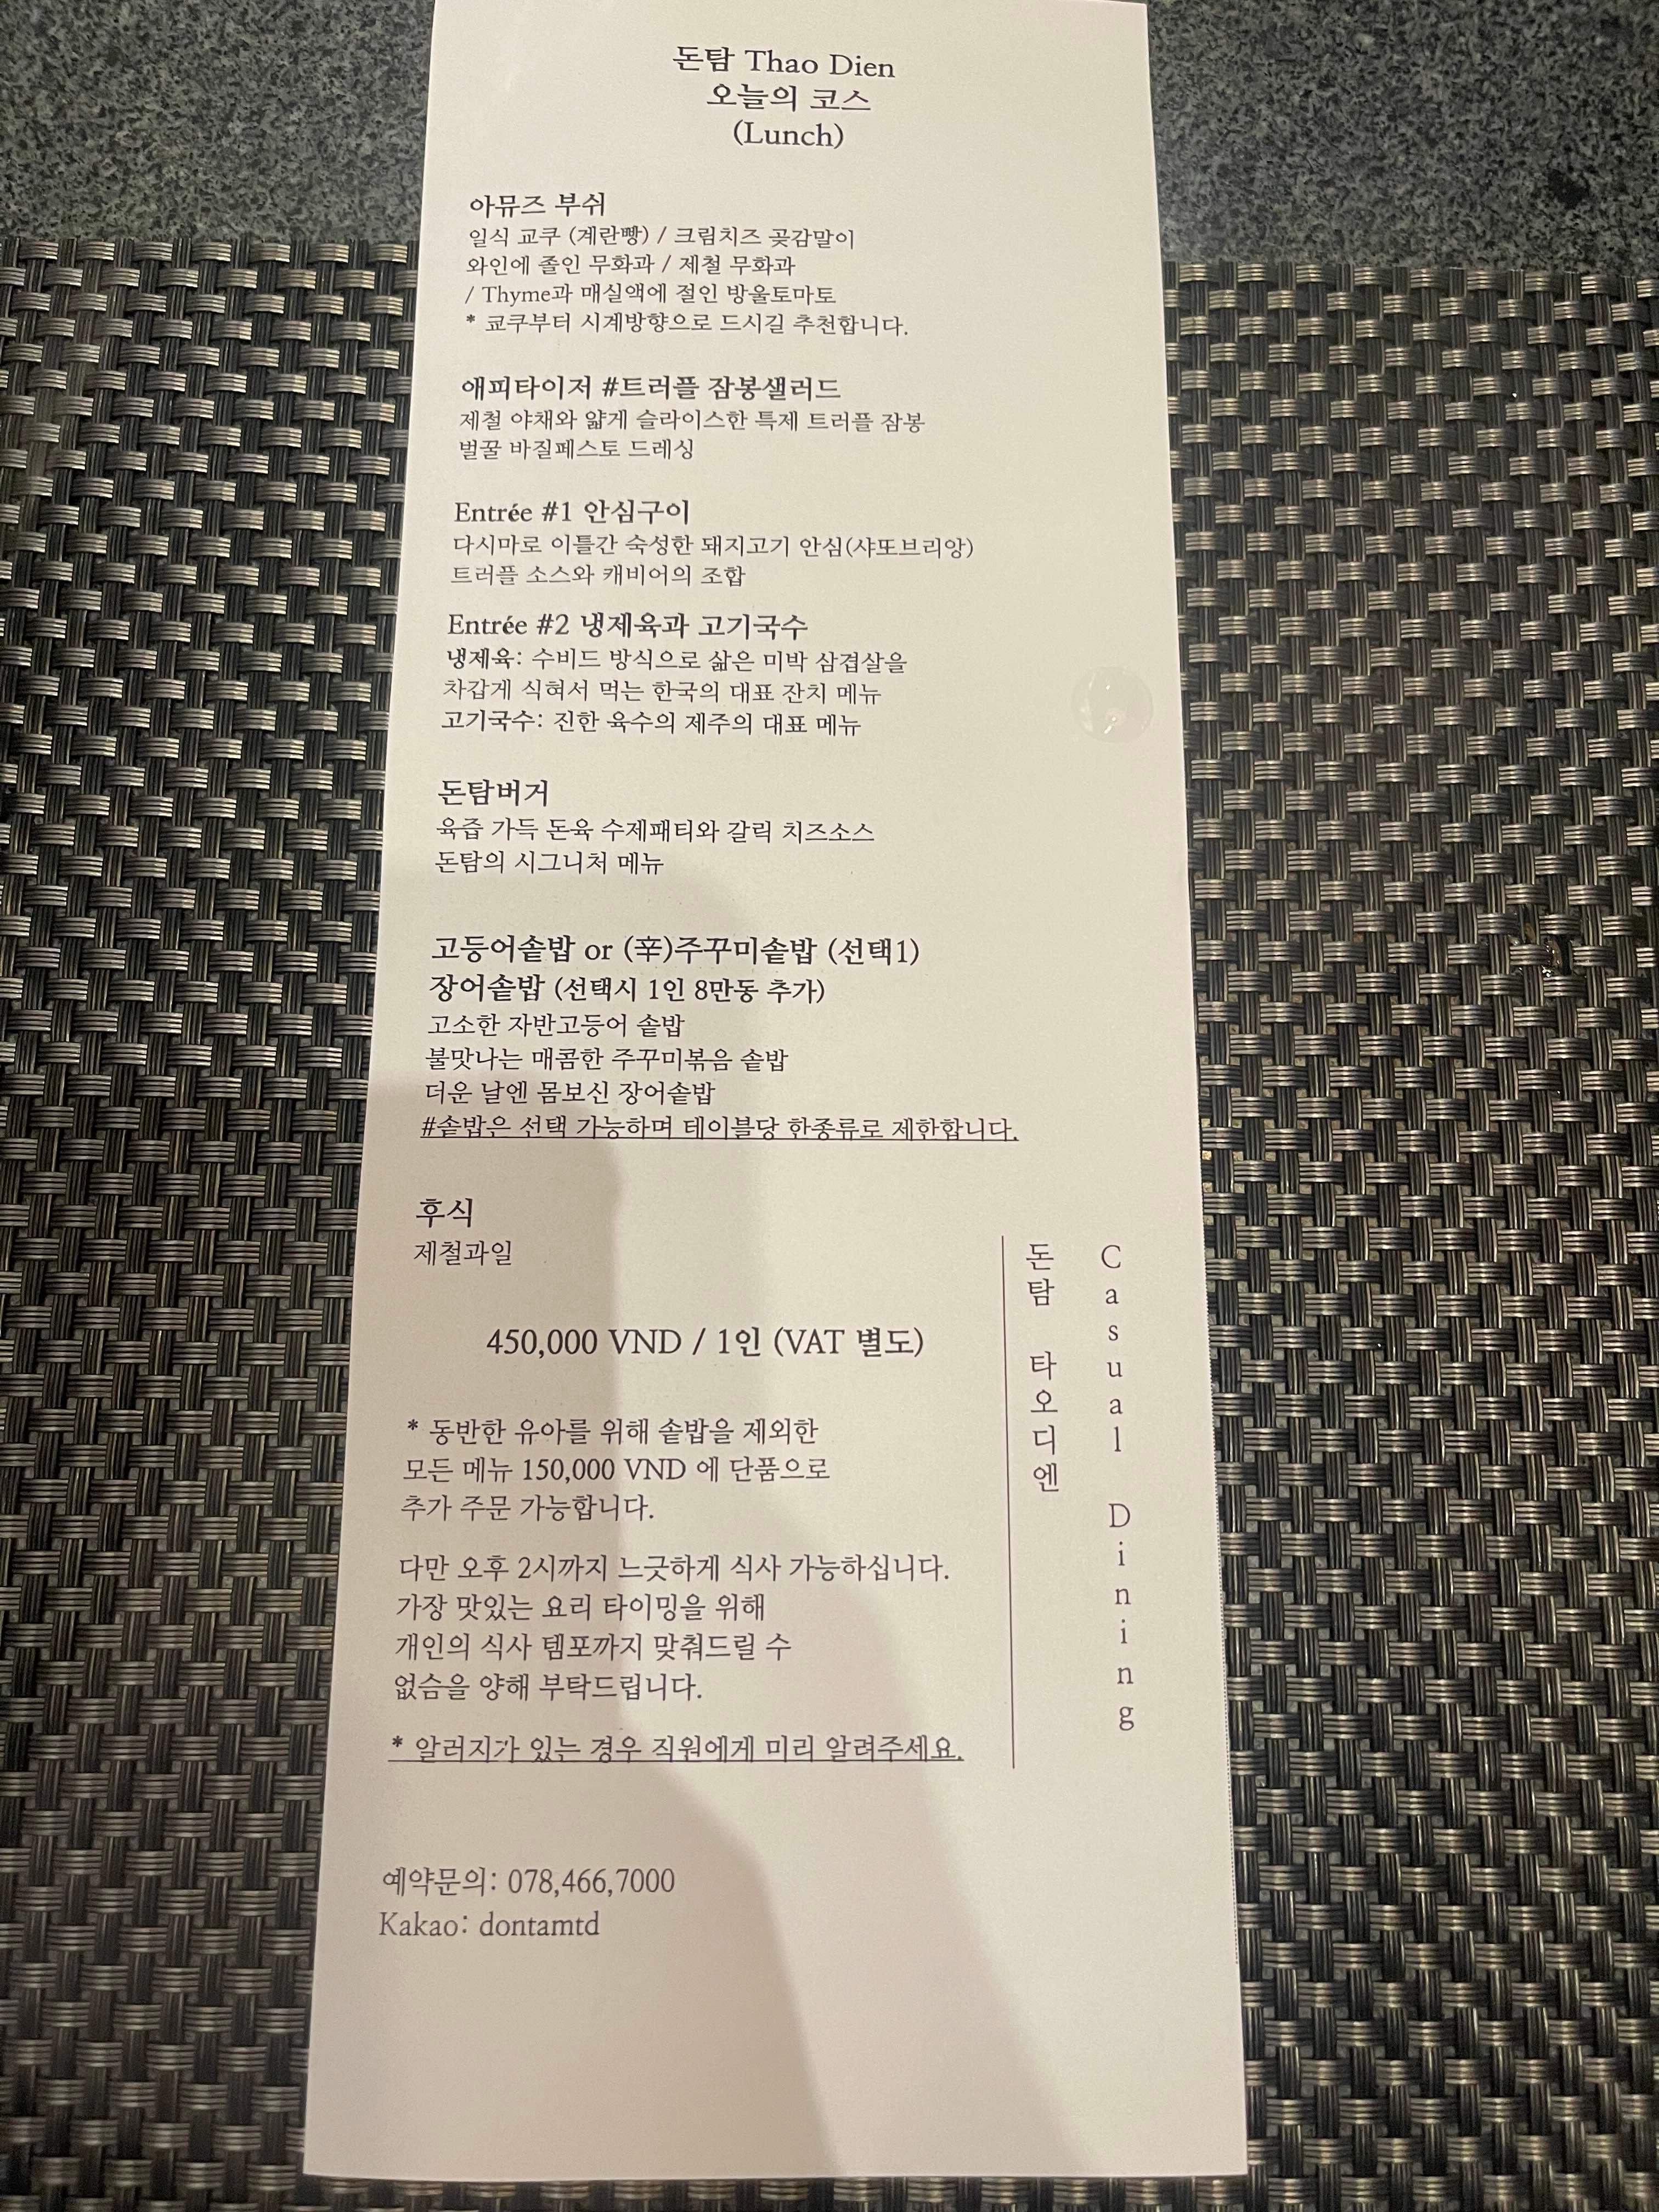 돈탐 Thao Dien
오늘의 코스
(Lunch)
아뮤즈 부쉬
일식 교쿠 (계란빵) / 크림치즈 곶감말이
와인에 졸인 무화과 / 제철 무화과
/ Thyme과 매실액에 절인 방울토마토
* 쿄쿠부터 시계방향으로 드시길 추천합니다.
애피타이저 #트러플 잠봉샐러드
제철 야채와 얇게 슬라이스한 특제 트러플 잠봉
벌꿀 바질페스토 드레싱
Entrée #1 안심구이
다시마로 이틀간 숙성한 돼지고기 안심(샤또브리앙)
트러플 소스와 캐비어의 조합
Entrée #2 냉제육과 고기국수
냉제육: 수비드 방식으로 삶은 미박 삼겹살을
차갑게 식혀서 먹는 한국의 대표 잔치 메뉴
고기국수: 진한 육수의 제주의 대표 메뉴
돈탐버거
육즙 가득 돈육 수제패티와 갈릭 치즈소스
돈탐의 시그니처 메뉴
고등어솥밥 or (辛)주꾸미솥밥 (선택1)
장어솥밥 (선택시 1인 8만동 추가)
고소한 자반고등어 솥밥
불맛나는 매콤한 주꾸미볶음 솥밥
더운 날엔 몸보신 장어솥밥
#솥밥은 선택 가능하며 테이블당 한종류로 제한합니다.
후식
제철과일
450,000 VND / 1인 (VAT 별도)
* 동반한 유아를 위해 솥밥을 제외한
모든 메뉴 150,000 VND 에 단품으로
추가 주문 가능합니다.
다만 오후 2시까지 느긋하게 식사 가능하십니다.
가장 맛있는 요리 타이밍을 위해
개인의 식사 템포까지 맞춰드릴 수
없슴을 양해 부탁드립니다.
* 알러지가 있는 경우 직원에게 미리 알려주세요.
돈탐 타오디엔
Casual Dining
예약문의: 078,466,7000
Kakao: dontamtd